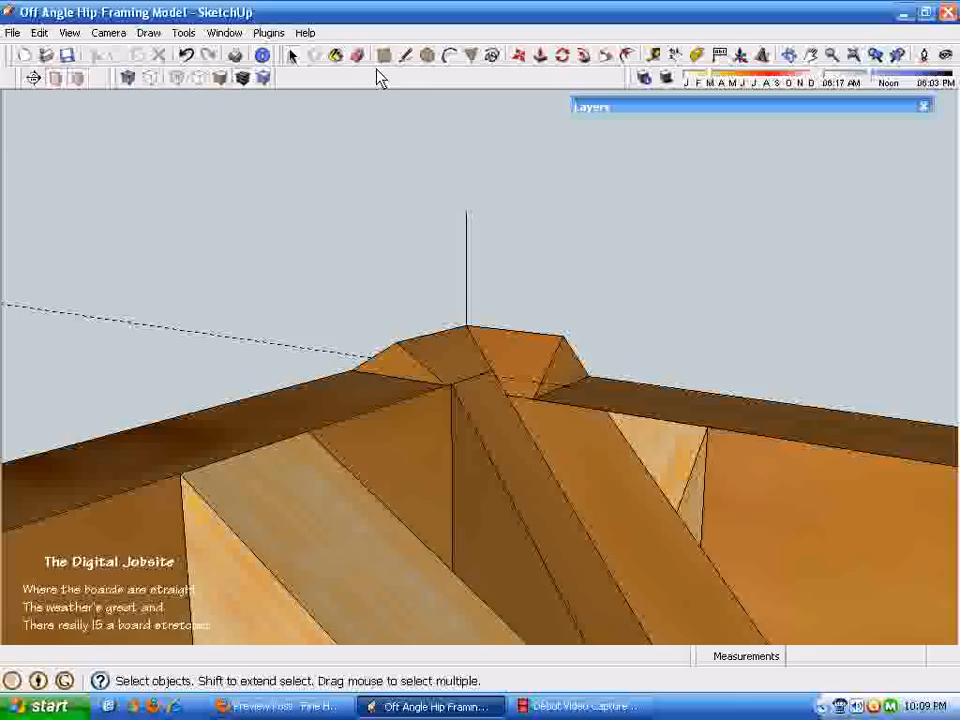 Off Angle Hip Framing Model - SketchUp
File Edit View Camera Draw Tools Window Plugins Help
J F M A M J J A S O N D 06:17 AM Noon 06:03 PM
Layers
The Digital Jobsite
Where the boards are straight
The weather's great and
There really IS a board stretcher
Measurements
Select objects. Shift to extend select. Drag mouse to select multiple.
start
Off Angle Hip Framin...
Debut Video Capture ...
10:09 PM